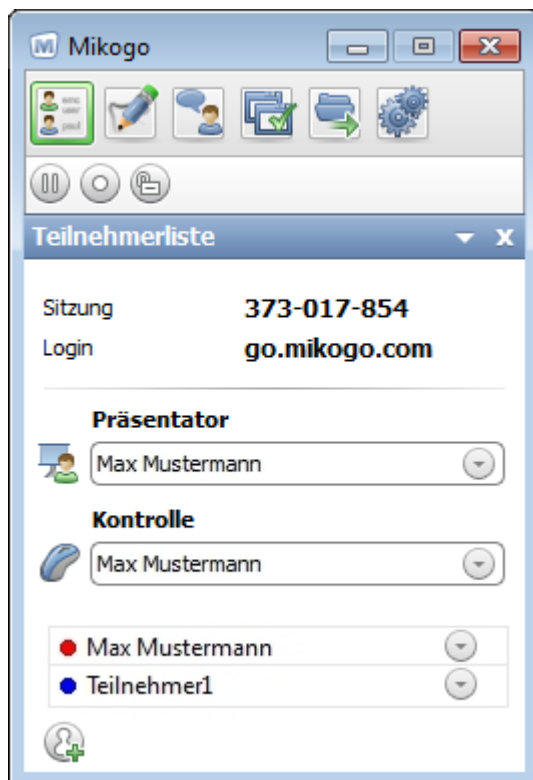 Mikogo
Teilnehmerliste
Sitzung 373-017-854
Login go.mikogo.com
Präsentator
Max Mustermann
Kontrolle
Max Mustermann
Max Mustermann
Teilnehmer1